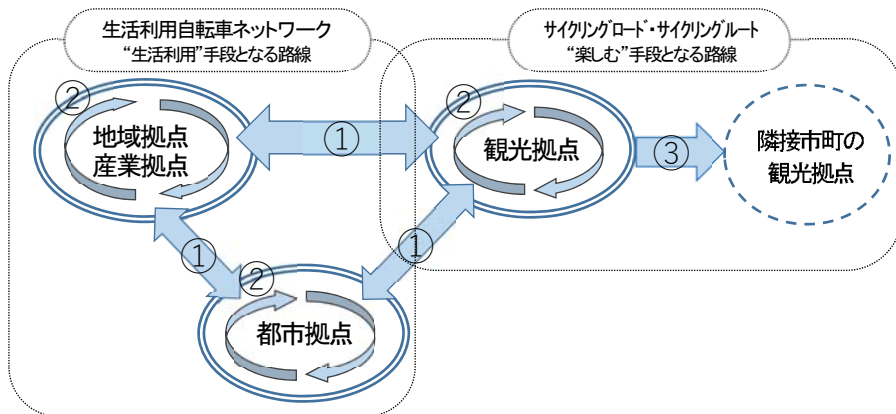 生活利用自転車ネットワーク
“生活利用”手段となる路線
サイクリングロード・サイクリングルート
“楽しむ”手段となる路線
②
地域拠点
産業拠点
①
②
観光拠点
③
隣接市町の
観光拠点
①
①
②
都市拠点